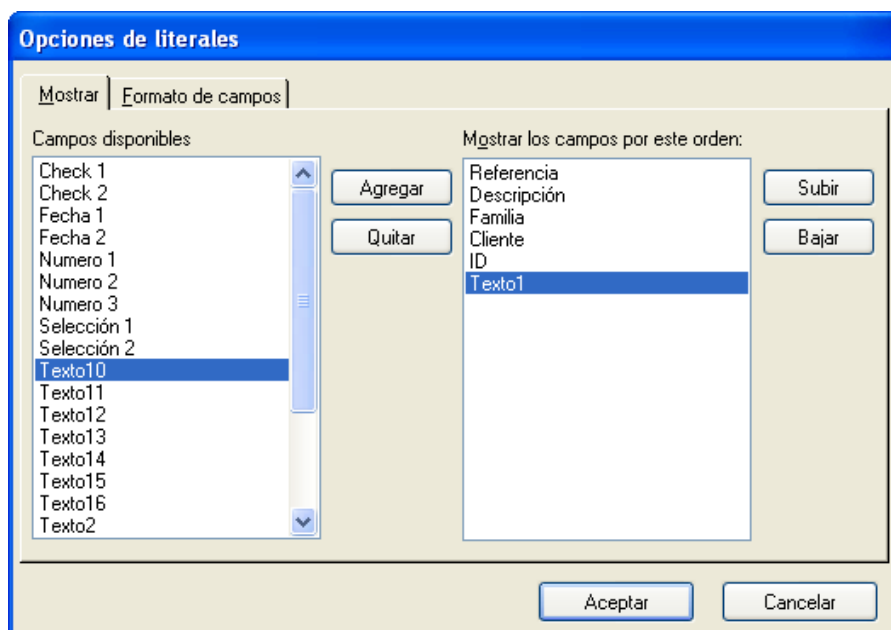 Opciones de literales
Mostrar
Formato de campos
Campos disponibles
Check 1
Check 2
Fecha 1
Fecha 2
Numero 1
Numero 2
Numero 3
Selección 1
Selección 2
Texto10
Texto11
Texto12
Texto13
Texto14
Texto15
Texto16
Texto2
Agregar
Quitar
Mostrar los campos por este orden:
Referencia
Descripción
Familia
Cliente
ID
Texto1
Subir
Bajar
Aceptar
Cancelar